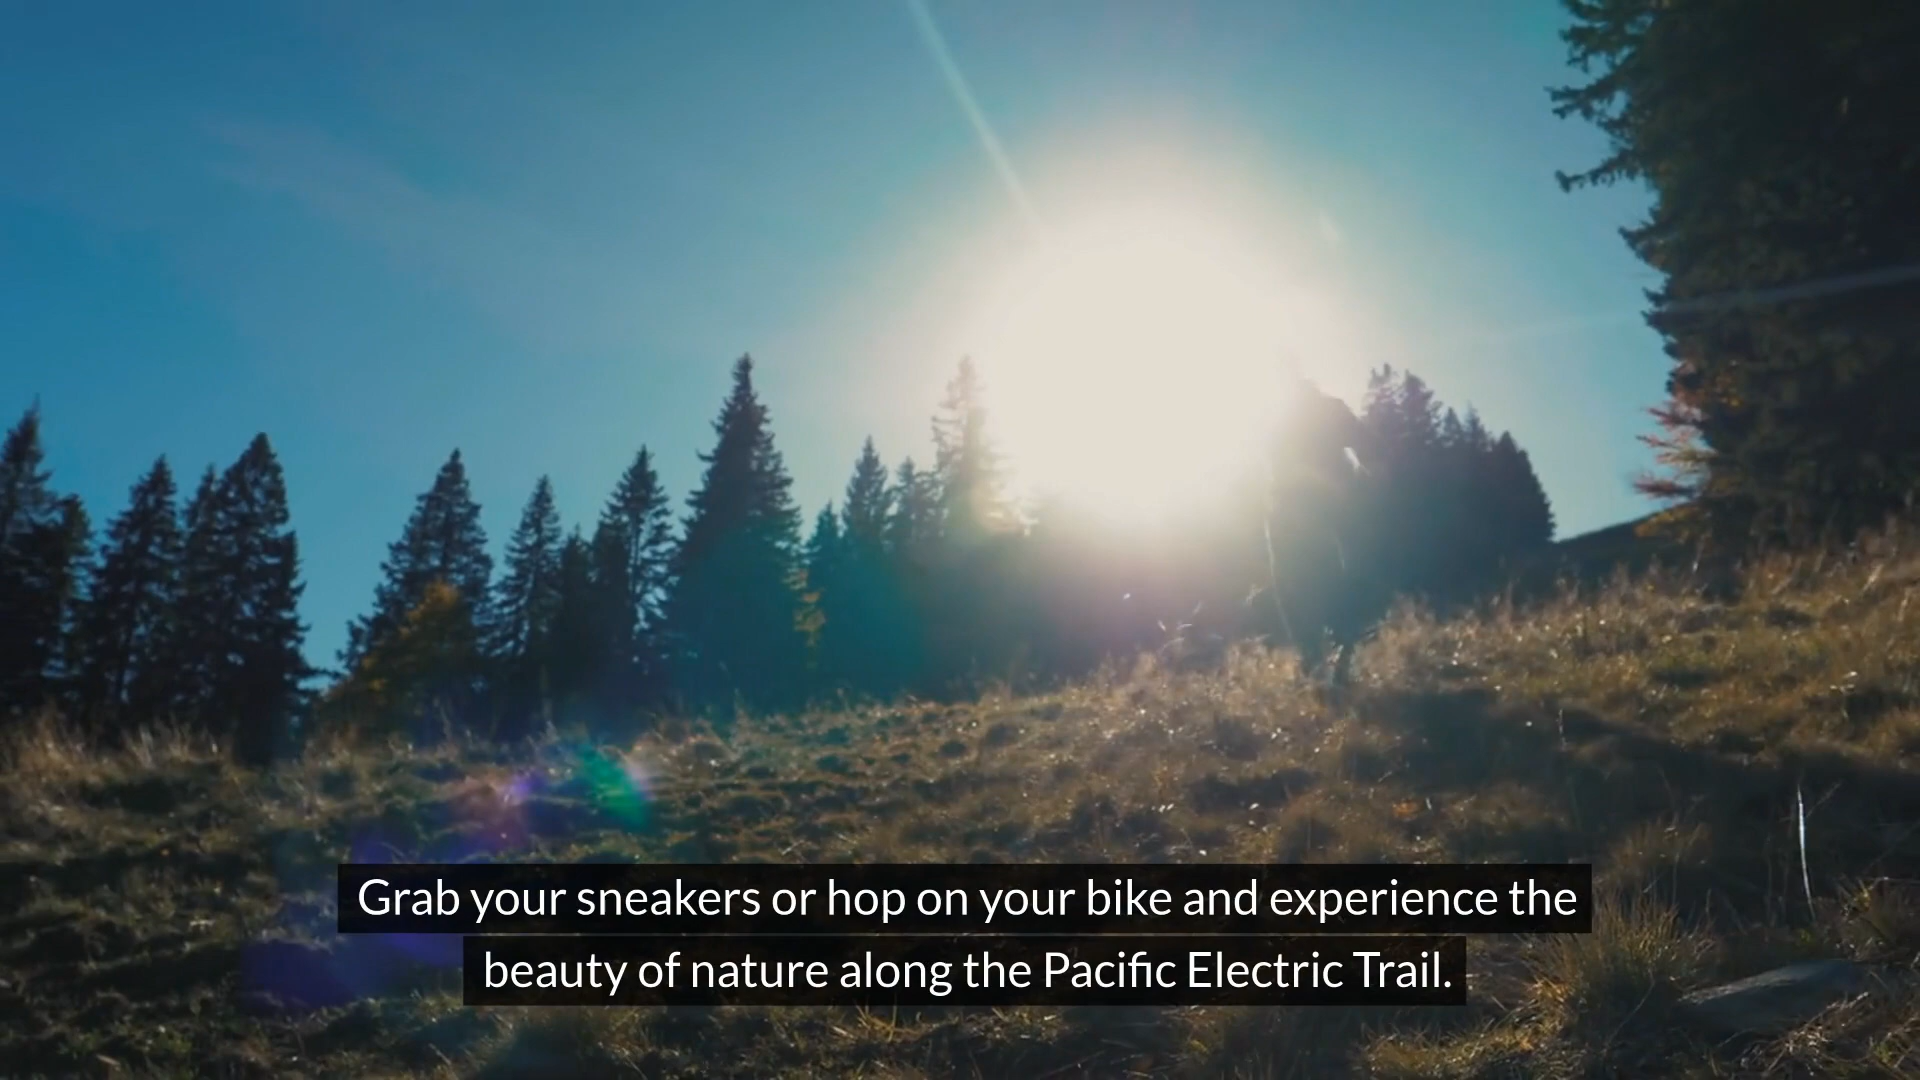 Grab your sneakers or hop on your bike and experience the
beauty of nature along the Pacific Electric Trail.